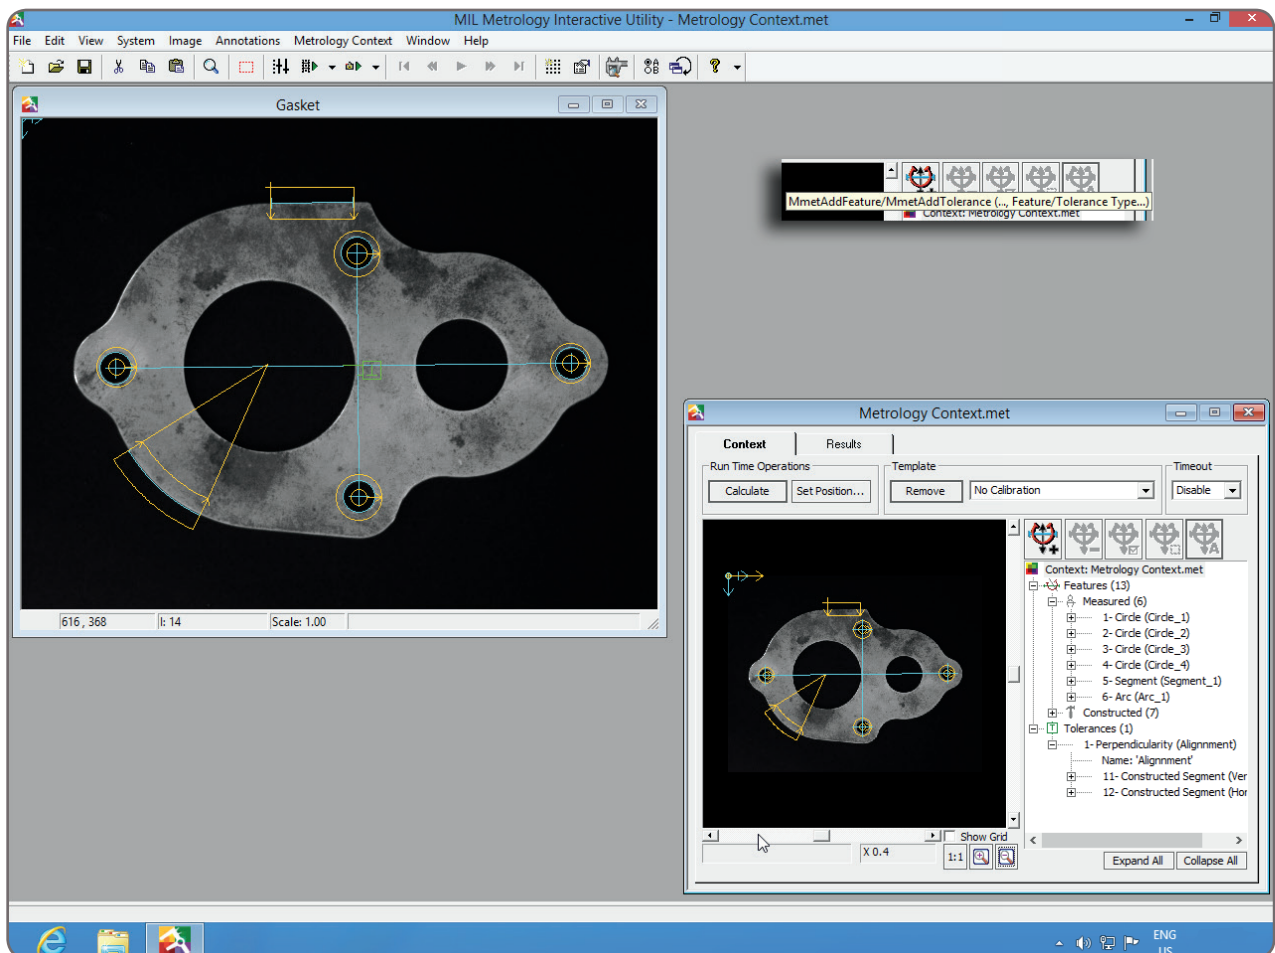 MIL Metrology Interactive Utility - Metrology Context.met
File Edit View System Image Annotations Metrology Context Window Help
Gasket
616 , 368 I: 14 Scale: 1.00
MmetAddFeature/MmetAddTolerance (..., Feature/Tolerance Type...)
Context: Metrology Context.met
Metrology Context.met
Context Results
Run Time Operations Template Timeout
Calculate Set Position... Remove No Calibration Disable
Context: Metrology Context.met
Features (13)
Measured (6)
1- Circle (Circle_1)
2- Circle (Circle_2)
3- Circle (Circle_3)
4- Circle (Circle_4)
5- Segment (Segment_1)
6- Arc (Arc_1)
Constructed (7)
Tolerances (1)
1- Perpendicularity (Alignnment)
Name: 'Alignnment'
11- Constructed Segment (Ver
12- Constructed Segment (Hor
Show Grid
X 0.4 1:1
Expand All Collapse All
ENG
US